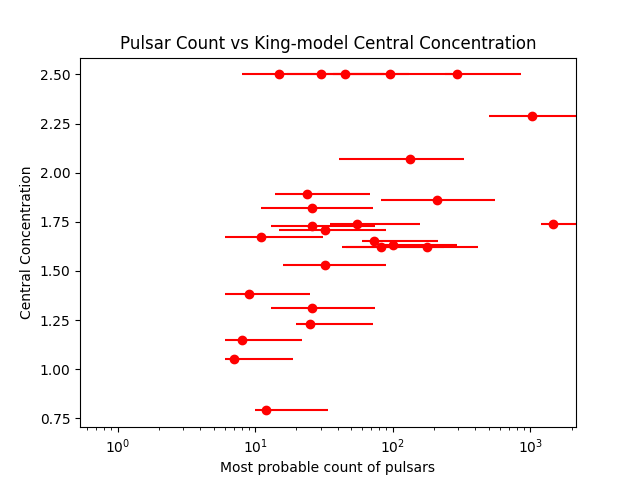 Pulsar Count vs King-model Central Concentration
2.50
2.25
2.00
1.75
1.50
1.25
1.00
0.75
Central Concentration
10⁰ 10¹ 10² 10³
Most probable count of pulsars